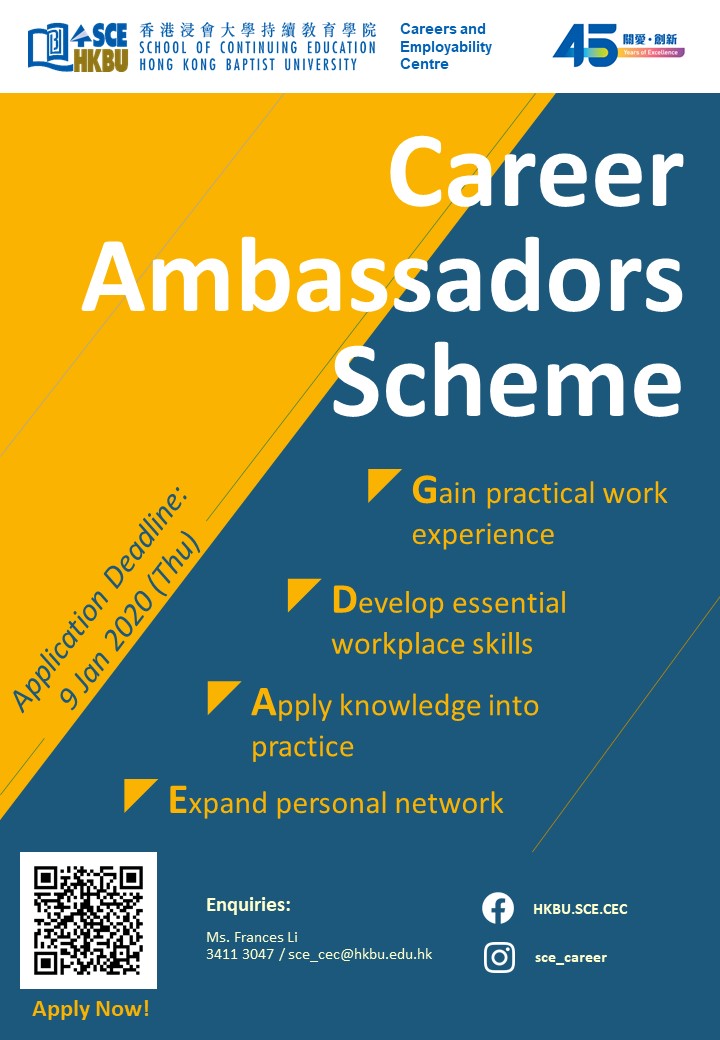 SCE
HKBU
香港浸會大學持續教育學院
SCHOOL OF CONTINUING EDUCATION
HONG KONG BAPTIST UNIVERSITY
Careers and
Employability
Centre
45
關愛・創新
Years of Excellence
Career
Ambassadors
Scheme
Gain practical work
experience
Application Deadline:
9 Jan 2020 (Thu)
Develop essential
workplace skills
Apply knowledge into
practice
Expand personal network
Enquiries:
Ms. Frances Li
3411 3047 / sce_cec@hkbu.edu.hk
HKBU.SCE.CEC
sce_career
Apply Now!